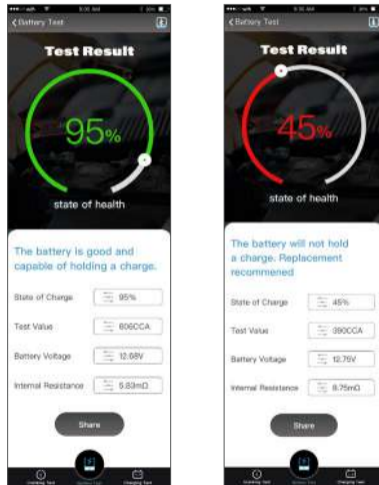 Battery Test
Test Result
95%
state of health
The battery is good and
capable of holding a charge.
State of Charge 95%
Test Value 606CCA
Battery Voltage 12.68V
Internal Resistance 5.83mΩ
Share
Battery Test
Test Result
45%
state of health
The battery will not hold
a charge. Replacement
recommened
State of Charge 45%
Test Value 390CCA
Battery Voltage 12.75V
Internal Resistance 8.75mΩ
Share